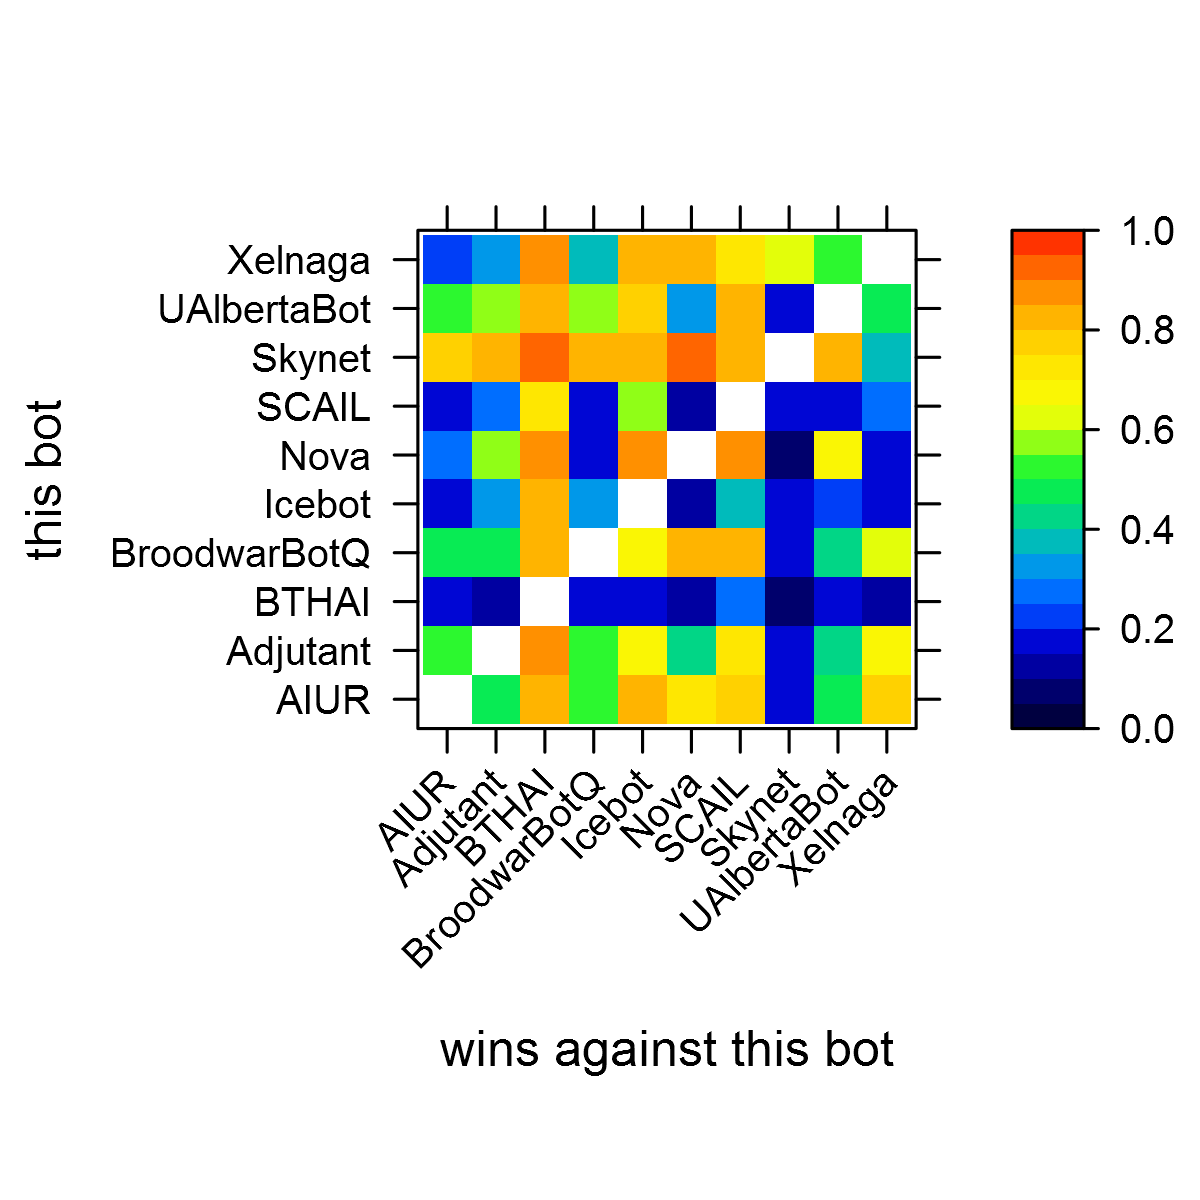 this bot
Xelnaga
UAlbertaBot
Skynet
SCAIL
Nova
Icebot
BroodwarBotQ
BTHAI
Adjutant
AIUR
AIUR
Adjutant
BTHAI
BroodwarBotQ
Icebot
Nova
SCAIL
Skynet
UAlbertaBot
Xelnaga
wins against this bot
1.0
0.8
0.6
0.4
0.2
0.0